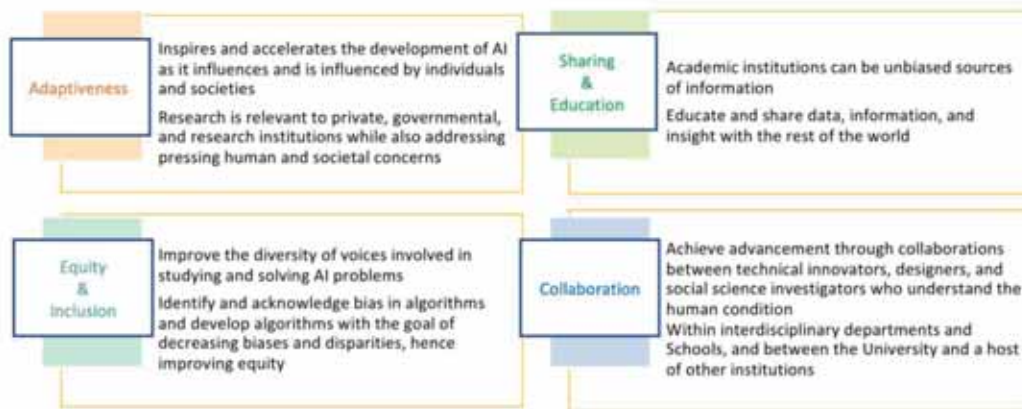 Adaptiveness
Inspires and accelerates the development of AI
as it influences and is influenced by individuals
and societies
Research is relevant to private, governmental,
and research institutions while also addressing
pressing human and societal concerns
Sharing
&
Education
Academic institutions can be unbiased sources
of information
Educate and share data, information, and
insight with the rest of the world
Equity
&
Inclusion
Improve the diversity of voices involved in
studying and solving AI problems
Identify and acknowledge bias in algorithms
and develop algorithms with the goal of
decreasing biases and disparities, hence
improving equity
Collaboration
Achieve advancement through collaborations
between technical innovators, designers, and
social science investigators who understand the
human condition
Within interdisciplinary departments and
Schools, and between the University and a host
of other institutions